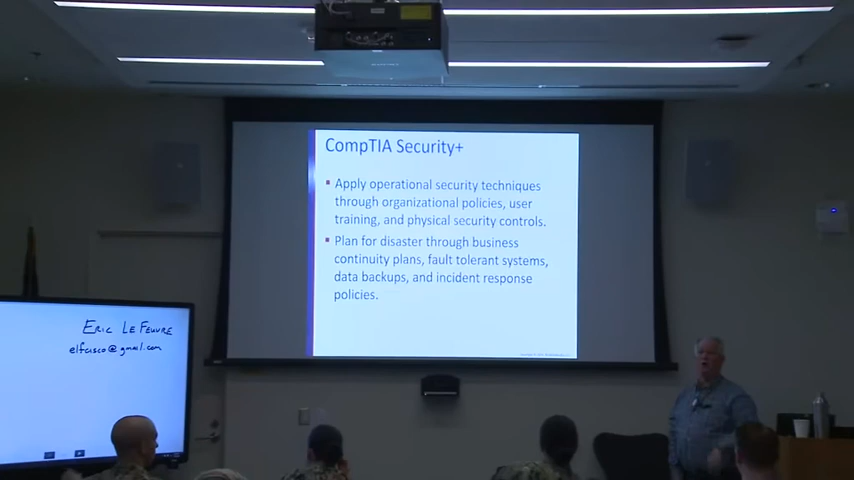 CompTIA Security+
▪ Apply operational security techniques
through organizational policies, user
training, and physical security controls.
▪ Plan for disaster through business
continuity plans, fault tolerant systems,
data backups, and incident response
policies.
ERIC LE FEUVRE
elfcisco@gmail.com